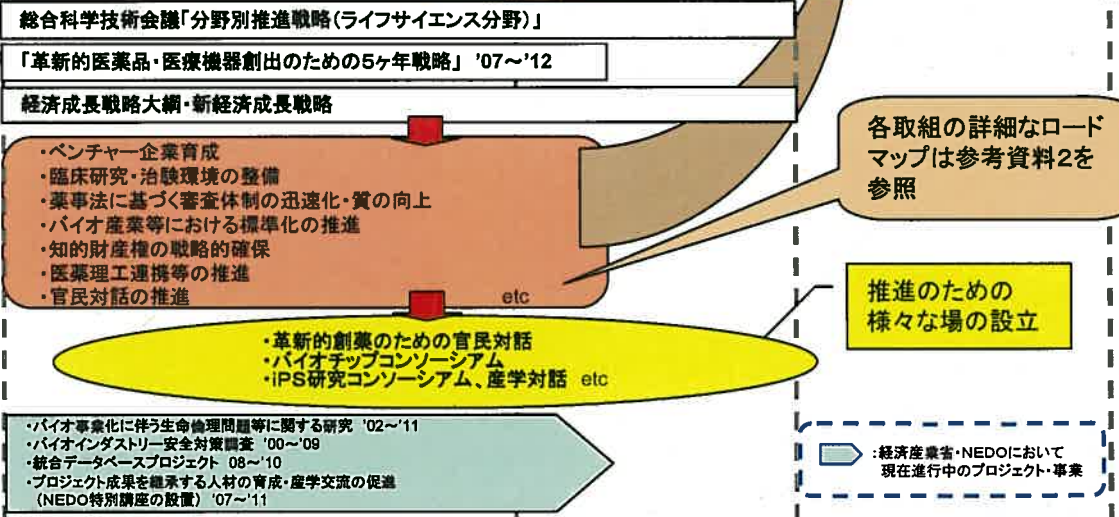 総合科学技術会議「分野別推進戦略(ライフサイエンス分野)」
「革新的医薬品・医療機器創出のための5ヶ年戦略」 '07～'12
経済成長戦略大綱・新経済成長戦略
・ベンチャー企業育成
・臨床研究・治験環境の整備
・薬事法に基づく審査体制の迅速化・質の向上
・バイオ産業等における標準化の推進
・知的財産権の戦略的確保
・医薬理工連携等の推進
・官民対話の推進 etc
各取組の詳細なロード
マップは参考資料2を
参照
推進のための
様々な場の設立
・革新的創薬のための官民対話
・バイオチップコンソーシアム
・iPS研究コンソーシアム、産学対話 etc
・バイオ事業化に伴う生命倫理問題等に関する研究 '02～'11
・バイオインダストリー安全対策調査 '00～'09
・統合データベースプロジェクト 08～'10
・プロジェクト成果を継承する人材の育成・産学交流の促進
(NEDO特別講座の設置) '07～'11
:経済産業省・NEDOにおいて
現在進行中のプロジェクト・事業